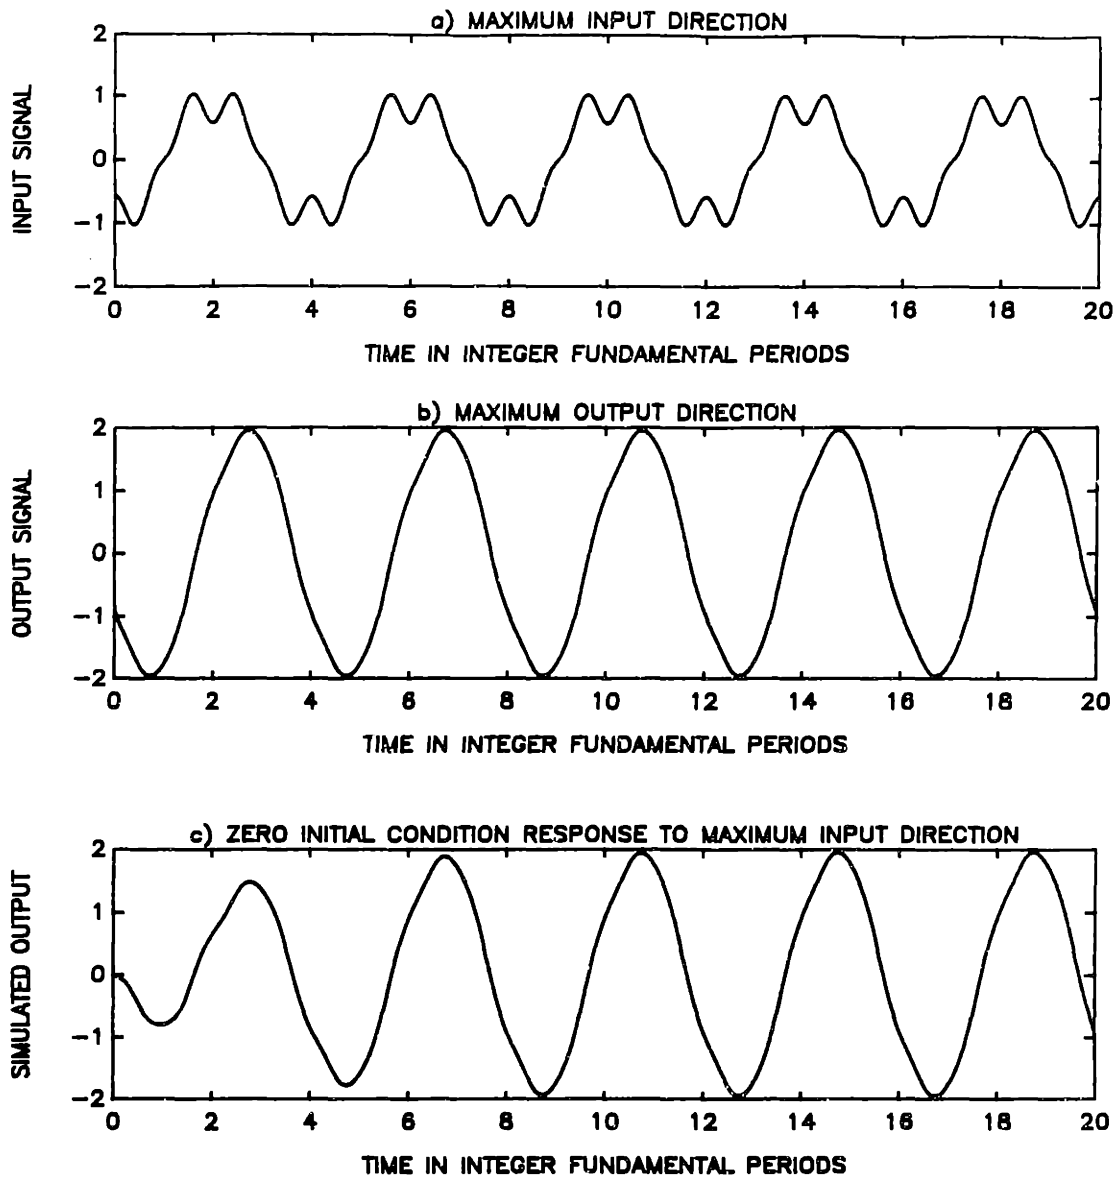 a) MAXIMUM INPUT DIRECTION
2
1
0
−1
−2
INPUT SIGNAL
0 2 4 6 8 10 12 14 16 18 20
TIME IN INTEGER FUNDAMENTAL PERIODS
b) MAXIMUM OUTPUT DIRECTION
2
1
0
−1
−2
OUTPUT SIGNAL
0 2 4 6 8 10 12 14 16 18 20
TIME IN INTEGER FUNDAMENTAL PERIODS
c) ZERO INITIAL CONDITION RESPONSE TO MAXIMUM INPUT DIRECTION
2
1
0
−1
−2
SIMULATED OUTPUT
0 2 4 6 8 10 12 14 16 18 20
TIME IN INTEGER FUNDAMENTAL PERIODS